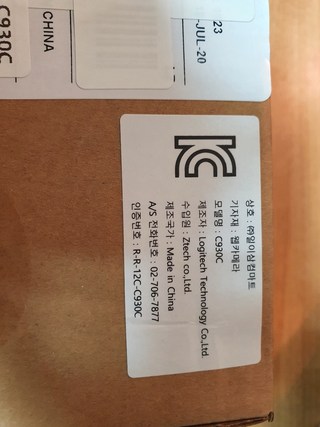 C930C
CHINA
-JUL-20
23
상호 : ㈜일이삼컴마트
기자재 : 웹카메라
모델명 : C930C
제조자 : Logitech Technology Co,.Ltd.
수입원 : Ztech co,.Ltd.
제조국가 : Made in China
A/S 전화번호 : 02-706-7877
인증번호 : R-R-12C-C930C